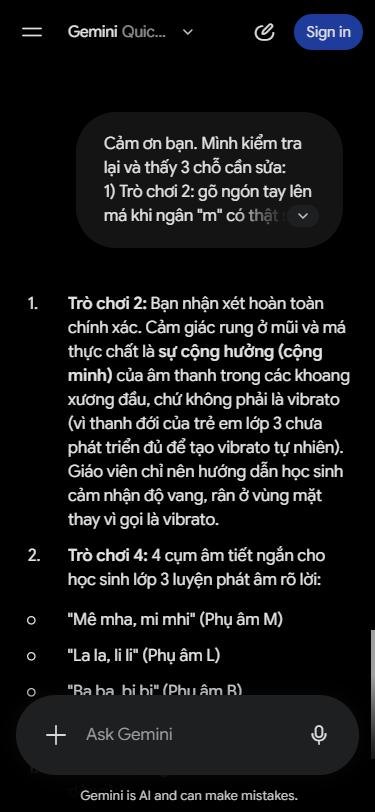 Gemini Quic...
Sign in
Cảm ơn bạn. Mình kiểm tra
lại và thấy 3 chỗ cần sửa:
1) Trò chơi 2: gõ ngón tay lên
má khi ngân "m" có thật
1. Trò chơi 2: Bạn nhận xét hoàn toàn
chính xác. Cảm giác rung ở mũi và má
thực chất là sự cộng hưởng (cộng
minh) của âm thanh trong các khoang
xương đầu, chứ không phải là vibrato
(vì thanh đới của trẻ em lớp 3 chưa
phát triển đủ để tạo vibrato tự nhiên).
Giáo viên chỉ nên hướng dẫn học sinh
cảm nhận độ vang, rân ở vùng mặt
thay vì gọi là vibrato.
2. Trò chơi 4: 4 cụm âm tiết ngắn cho
học sinh lớp 3 luyện phát âm rõ lời:
"Mê mha, mi mhi" (Phụ âm M)
"La la, li li" (Phụ âm L)
"Ba ba, bi bi" (Phụ âm B)
Ask Gemini
Gemini is AI and can make mistakes.